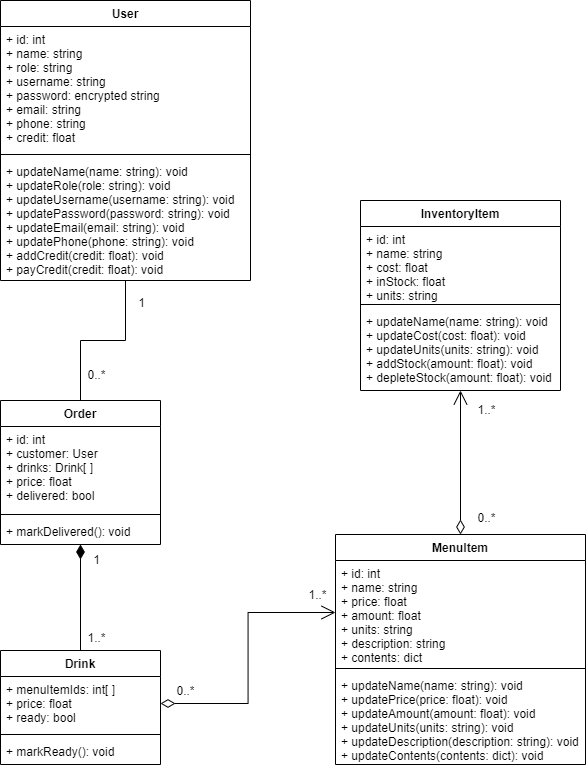 User
+ id: int
+ name: string
+ role: string
+ username: string
+ password: encrypted string
+ email: string
+ phone: string
+ credit: float
+ updateName(name: string): void
+ updateRole(role: string): void
+ updateUsername(username: string): void
+ updatePassword(password: string): void
+ updateEmail(email: string): void
+ updatePhone(phone: string): void
+ addCredit(credit: float): void
+ payCredit(credit: float): void
1
0..*
Order
+ id: int
+ customer: User
+ drinks: Drink[ ]
+ price: float
+ delivered: bool
+ markDelivered(): void
1
1..*
Drink
+ menuItemIds: int[ ]
+ price: float
+ ready: bool
+ markReady(): void
0..*
1..*
InventoryItem
+ id: int
+ name: string
+ cost: float
+ inStock: float
+ units: string
+ updateName(name: string): void
+ updateCost(cost: float): void
+ updateUnits(units: string): void
+ addStock(amount: float): void
+ depleteStock(amount: float): void
1..*
0..*
MenuItem
+ id: int
+ name: string
+ price: float
+ amount: float
+ units: string
+ description: string
+ contents: dict
+ updateName(name: string): void
+ updatePrice(price: float): void
+ updateAmount(amount: float): void
+ updateUnits(units: string): void
+ updateDescription(description: string): void
+ updateContents(contents: dict): void